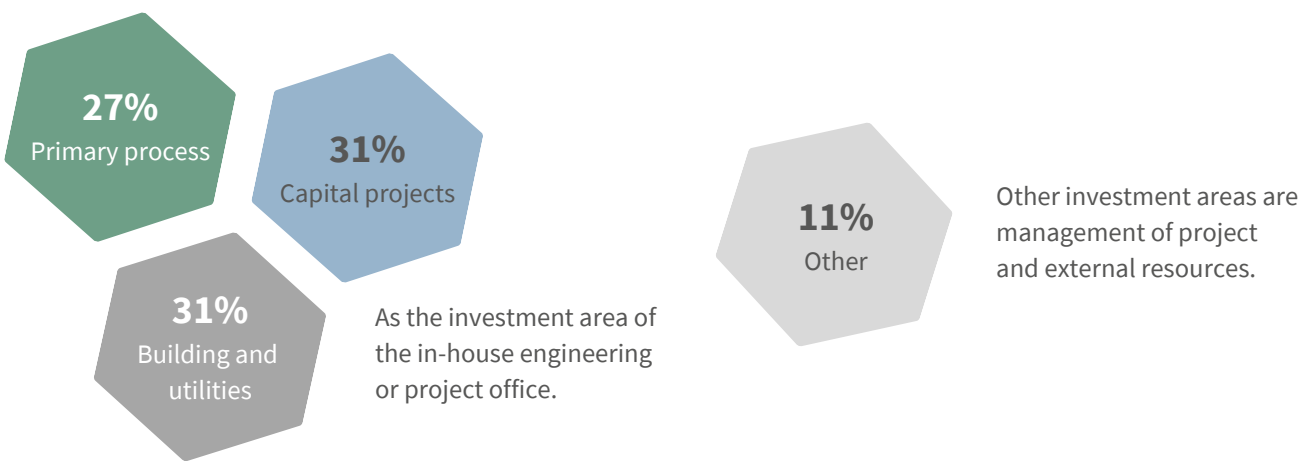 27%
Primary process
31%
Capital projects
31%
Building and
utilities
As the investment area of
the in-house engineering
or project office.
11%
Other
Other investment areas are
management of project
and external resources.